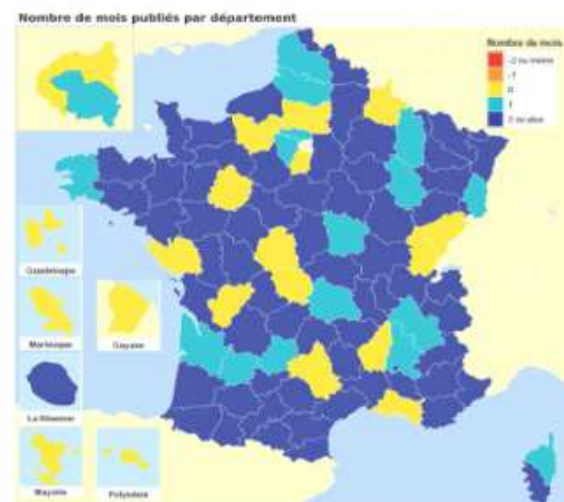 Nombre de mois publiés par département
Nombre de mois
-2 ou moins
-1
0
1
2 ou plus
Guadeloupe
Martinique
Guyane
La Réunion
Mayotte
Polynésie